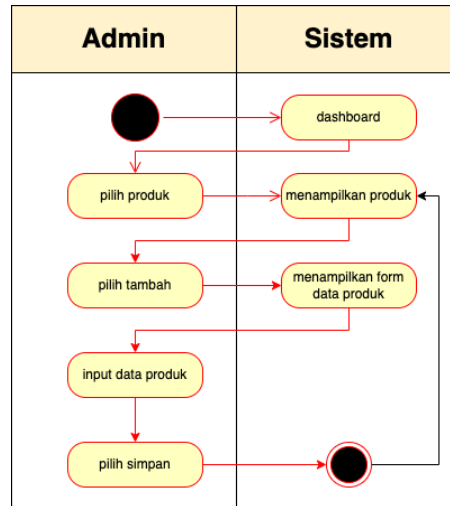 Admin
Sistem
dashboard
pilih produk
menampilkan produk
pilih tambah
menampilkan form
data produk
input data produk
pilih simpan